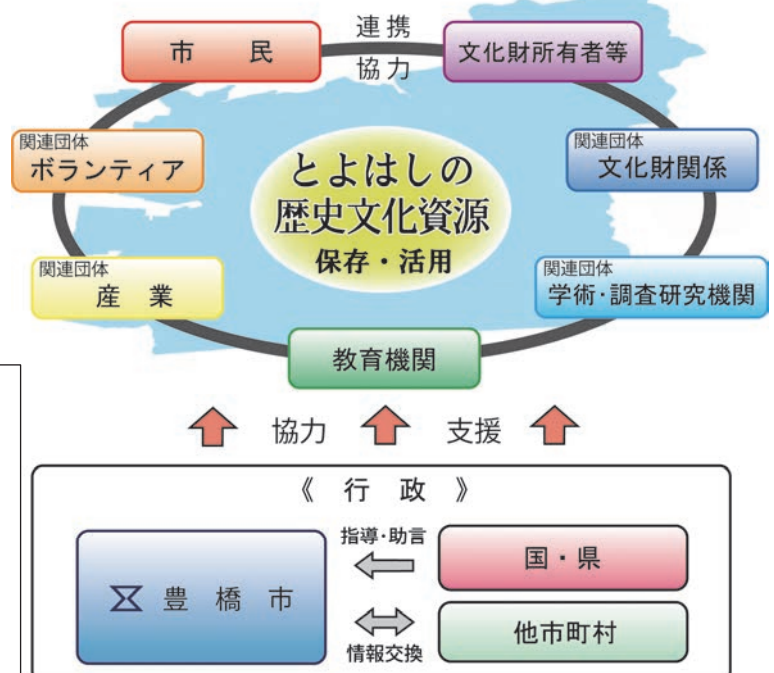 連携
協力
市　民
文化財所有者等
関連団体
ボランティア
関連団体
文化財関係
とよはしの
歴史文化資源
保存・活用
関連団体
産　業
関連団体
学術・調査研究機関
教育機関
協力
支援
《 行 政 》
豊 橋 市
指導・助言
国・県
情報交換
他市町村